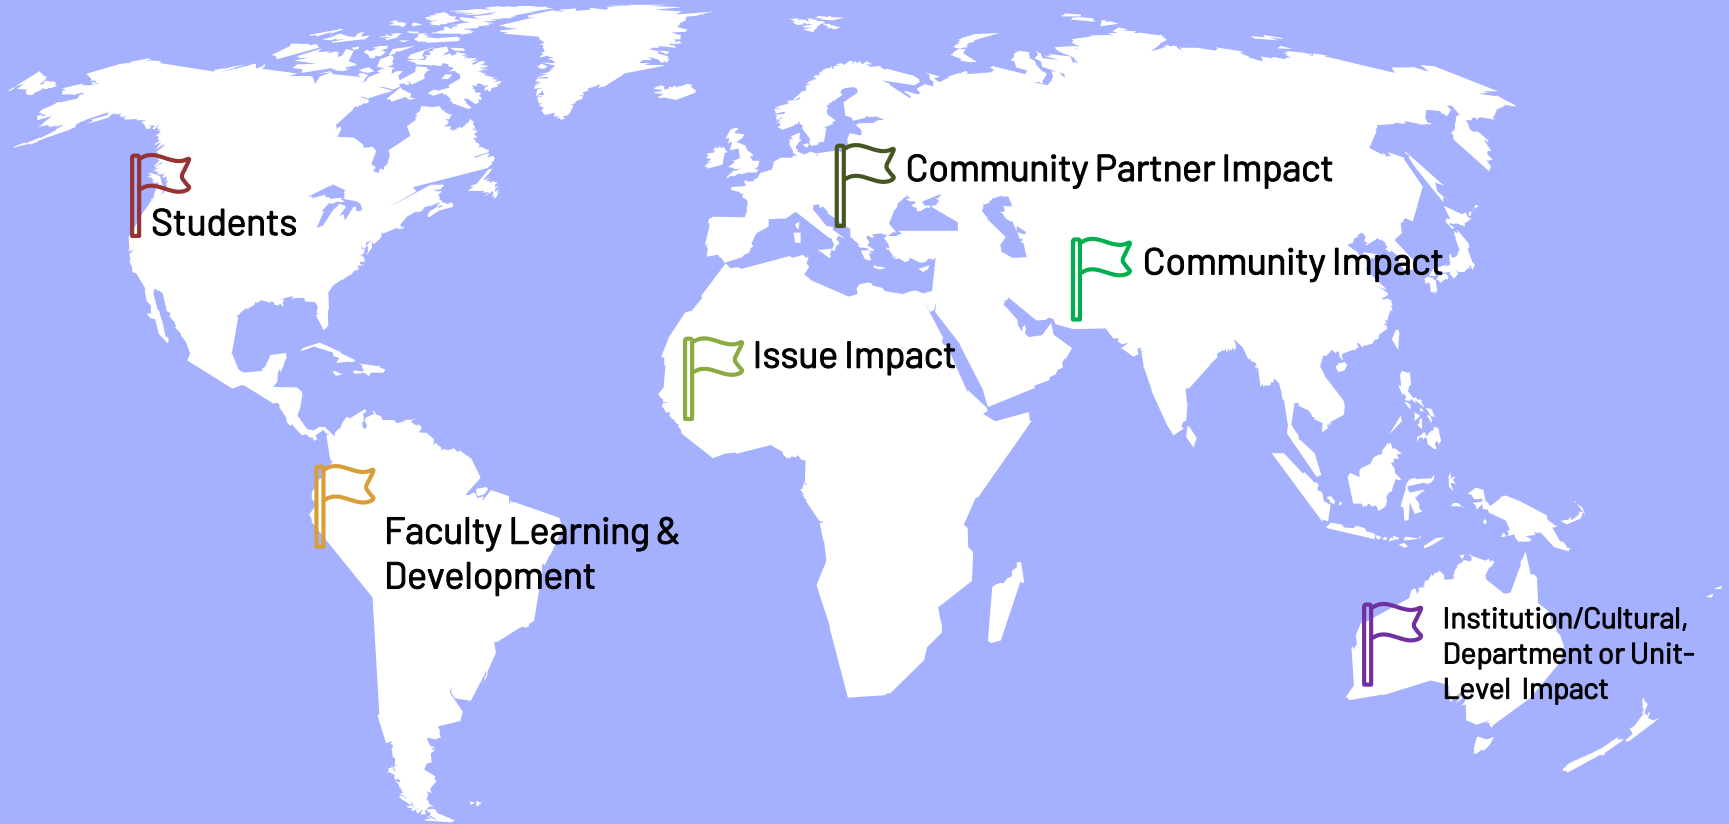 Community Partner Impact
Students
Community Impact
Issue Impact
Faculty Learning &
Development
Institution/Cultural,
Department or Unit-
Level Impact